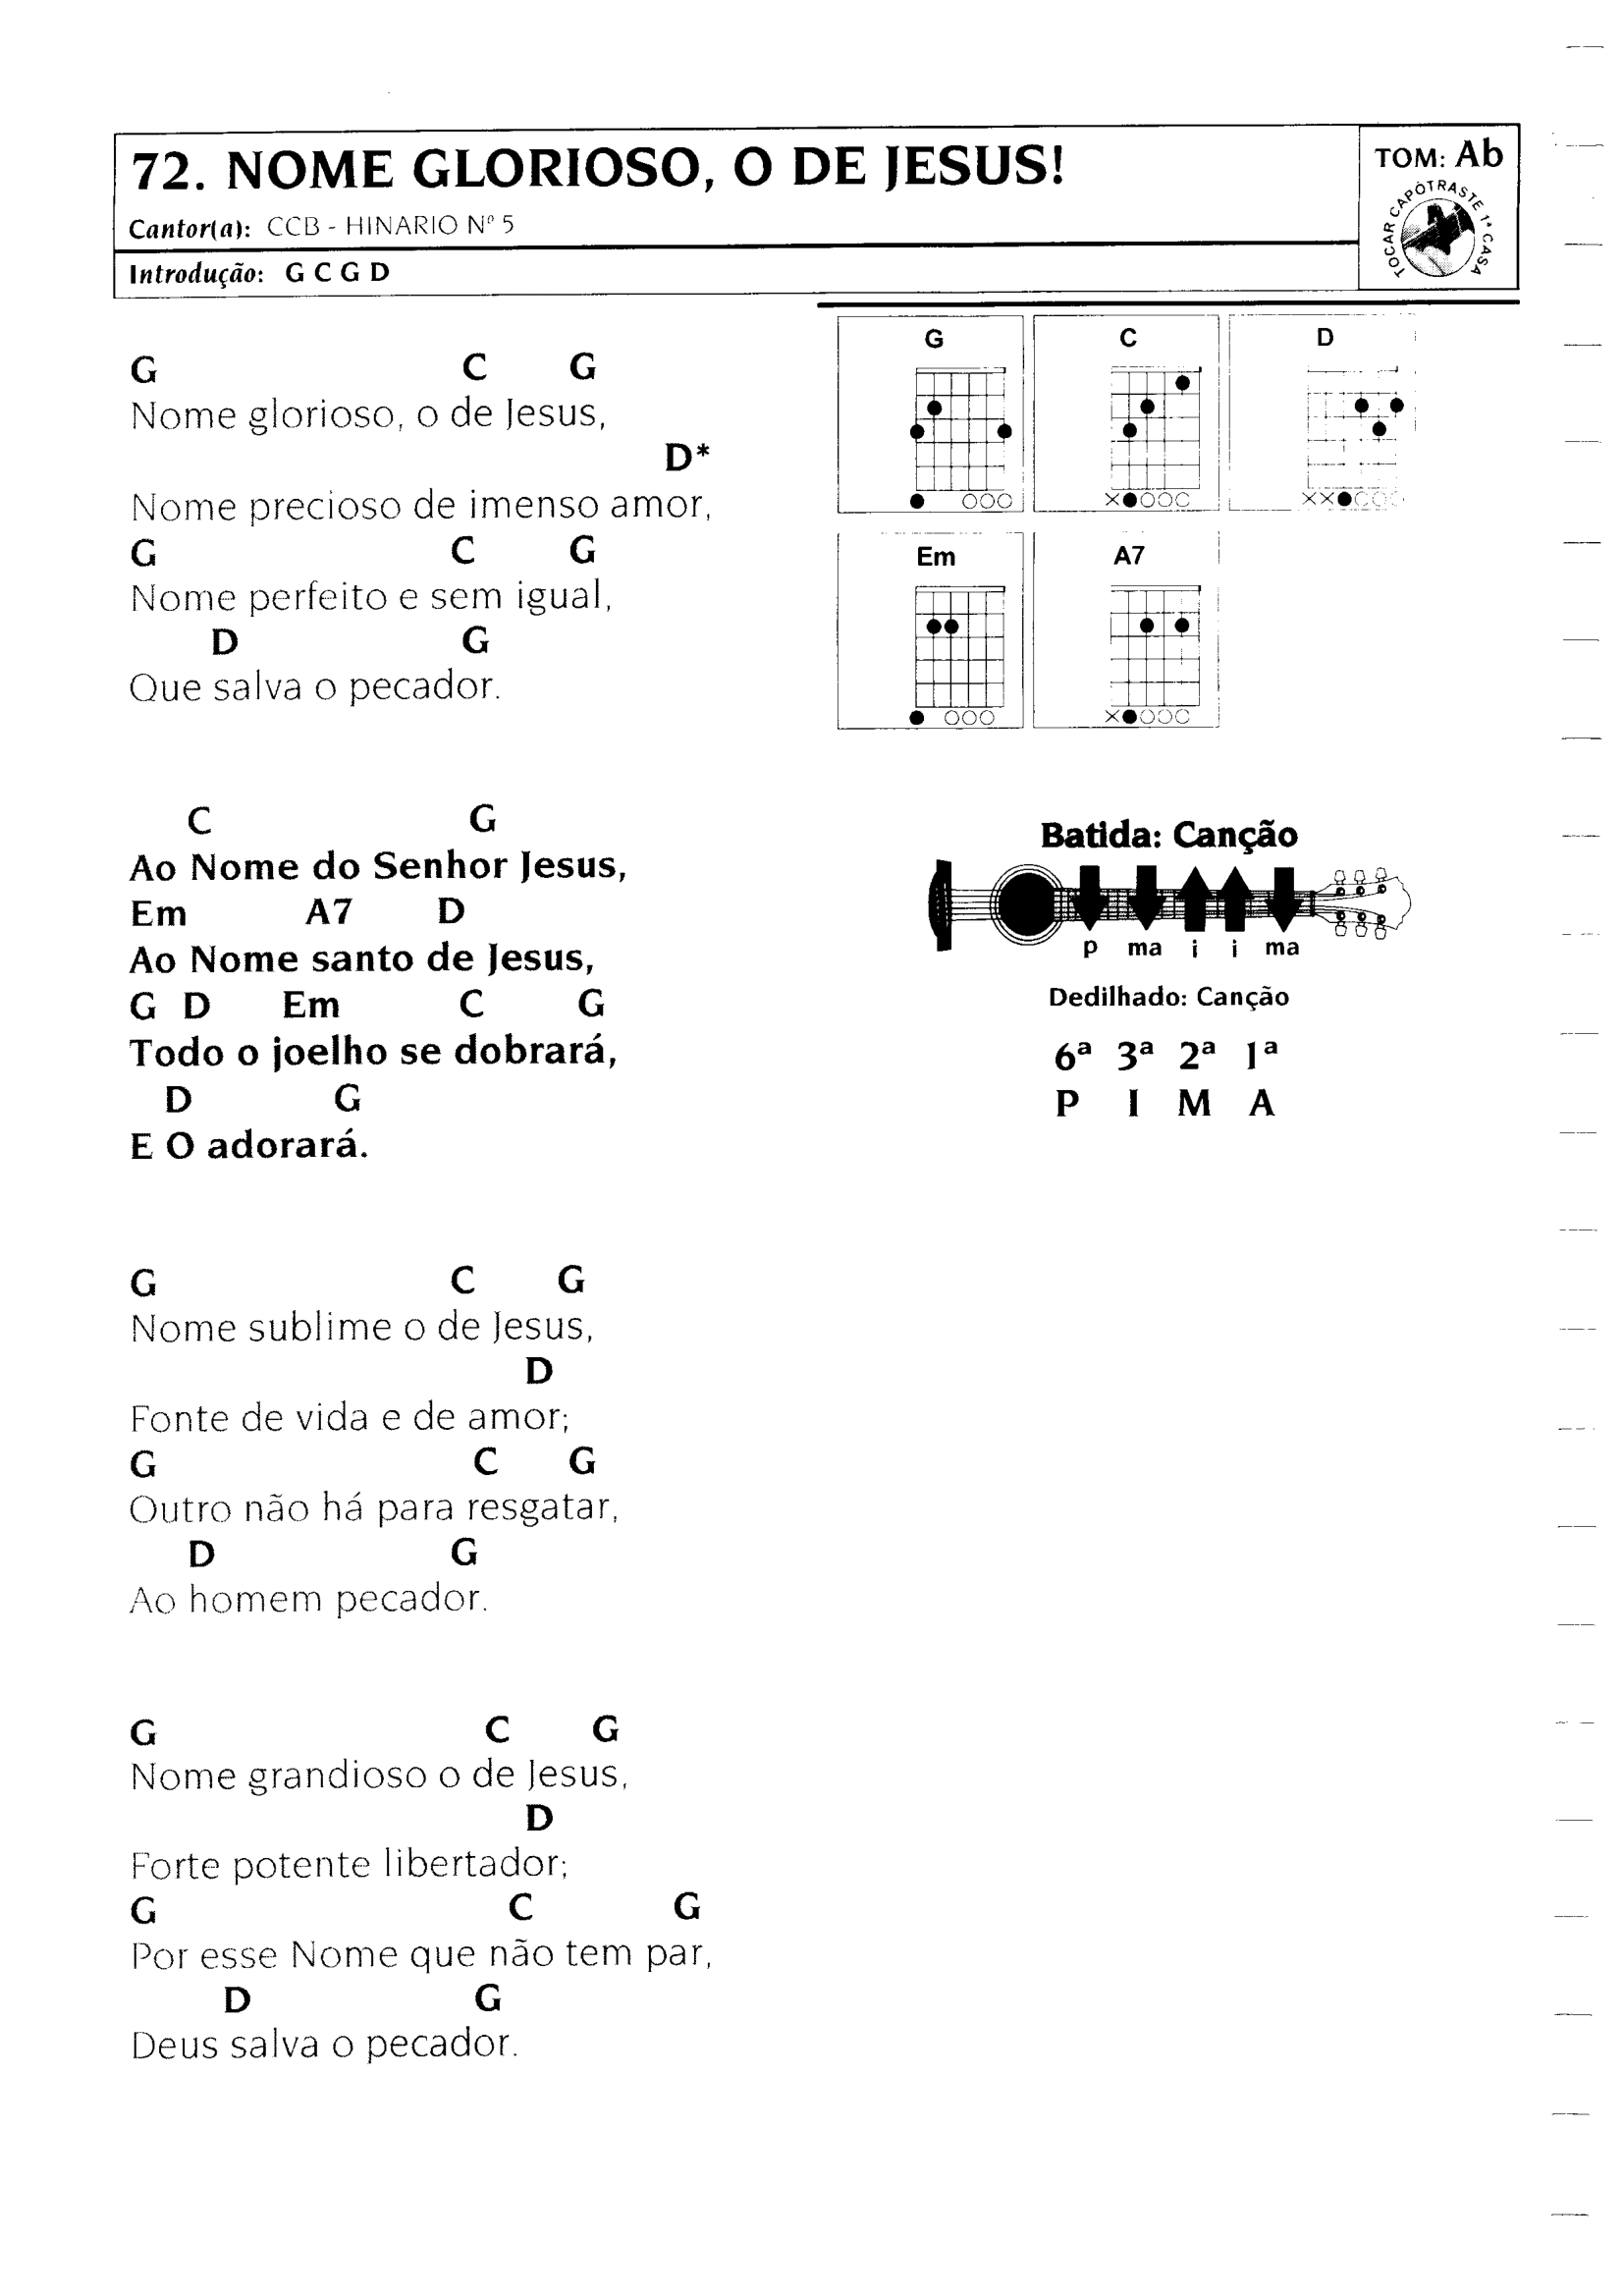 72. NOME GLORIOSO, O DE JESUS!
Cantor(a): CCB - HINARIO Nº 5
Introdução: G C G D
TOM: Ab
TOCAR CAPÓTRASTE 1ª CASA
G C G
Nome glorioso, o de Jesus,
D*
Nome precioso de imenso amor,
G C G
Nome perfeito e sem igual,
D G
Que salva o pecador.
C G
Ao Nome do Senhor Jesus,
Em A7 D
Ao Nome santo de Jesus,
G D Em C G
Todo o joelho se dobrará,
D G
E O adorará.
G C G
Nome sublime o de Jesus,
D
Fonte de vida e de amor;
G C G
Outro não há para resgatar,
D G
Ao homem pecador.
G C G
Nome grandioso o de Jesus,
D
Forte potente libertador;
G C G
Por esse Nome que não tem par,
D G
Deus salva o pecador.
G C D
Em A7
Batida: Canção
p ma i i ma
Dedilhado: Canção
6ª 3ª 2ª 1ª
P I M A